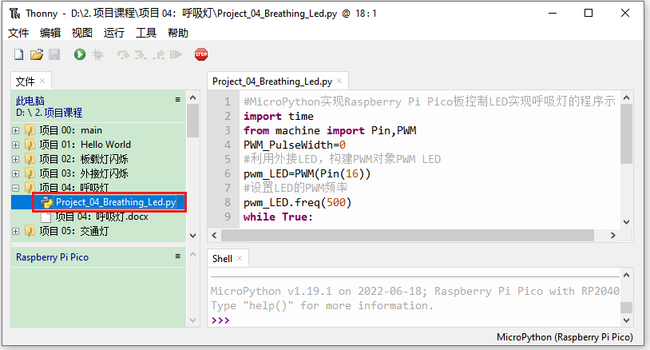 Thonny - D:\2. 项目课程\项目 04：呼吸灯\Project_04_Breathing_Led.py @ 18 : 1
文件 编辑 视图 运行 工具 帮助
STOP
文件 ×
此电脑
D: \ 2. 项目课程
项目 00：main
项目 01：Hello World
项目 02：板载灯闪烁
项目 03：外接灯闪烁
项目 04：呼吸灯
Project_04_Breathing_Led.py
项目 04：呼吸灯.docx
项目 05：交通灯
Raspberry Pi Pico
Project_04_Breathing_Led.py ×
1 #MicroPython实现Raspberry Pi Pico板控制LED实现呼吸灯的程序示
2 import time
3 from machine import Pin,PWM
4 PWM_PulseWidth=0
5 #利用外接LED，构建PWM对象PWM LED
6 pwm_LED=PWM(Pin(16))
7 #设置LED的PWM频率
8 pwm_LED.freq(500)
9 while True:
Shell ×
MicroPython v1.19.1 on 2022-06-18; Raspberry Pi Pico with RP2040
Type "help()" for more information.
>>>
MicroPython (Raspberry Pi Pico)